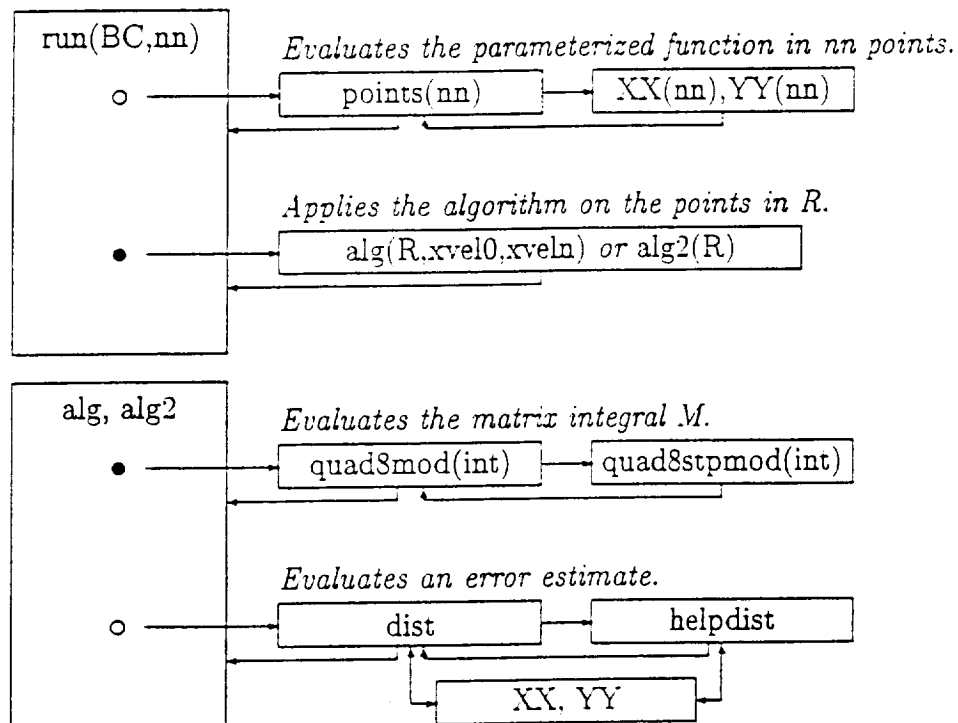 run(BC,nn)
Evaluates the parameterized function in nn points.
points(nn)
XX(nn),YY(nn)
Applies the algorithm on the points in R.
alg(R,xvel0,xveln) or alg2(R)
alg, alg2
Evaluates the matrix integral M.
quad8mod(int)
quad8stpmod(int)
Evaluates an error estimate.
dist
helpdist
XX, YY